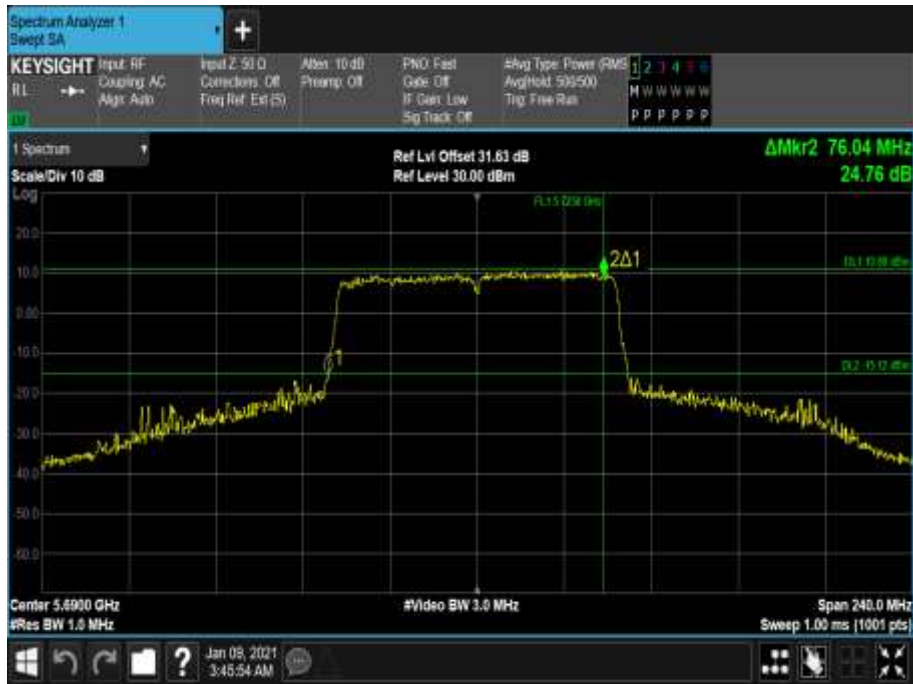 Spectrum Analyzer 1
Swept SA
+
KEYSIGHT
RL
Input: RF
Coupling: AC
Align: Auto
Input Z: 50 Ω
Corrections: Off
Freq Ref: Ext (S)
Atten: 10 dB
Preamp: Off
PNO: Fast
Gate: Off
IF Gain: Low
Sig Track: Off
#Avg Type: Power (RMS
Avg|Hold: 500/500
Trig: Free Run
1 2 3 4 5 6
M W W W W W
P P P P P P
1 Spectrum
Scale/Div 10 dB
Log
Ref Lvl Offset 31.63 dB
Ref Level 30.00 dBm
ΔMkr2 76.04 MHz
24.76 dB
20.0
10.0
0.00
-10.0
-20.0
-30.0
-40.0
-50.0
-60.0
2Δ1
1
Center 5.6900 GHz
#Res BW 1.0 MHz
#Video BW 3.0 MHz
Span 240.0 MHz
Sweep 1.00 ms (1001 pts)
?
Jan 09, 2021
3:45:54 AM